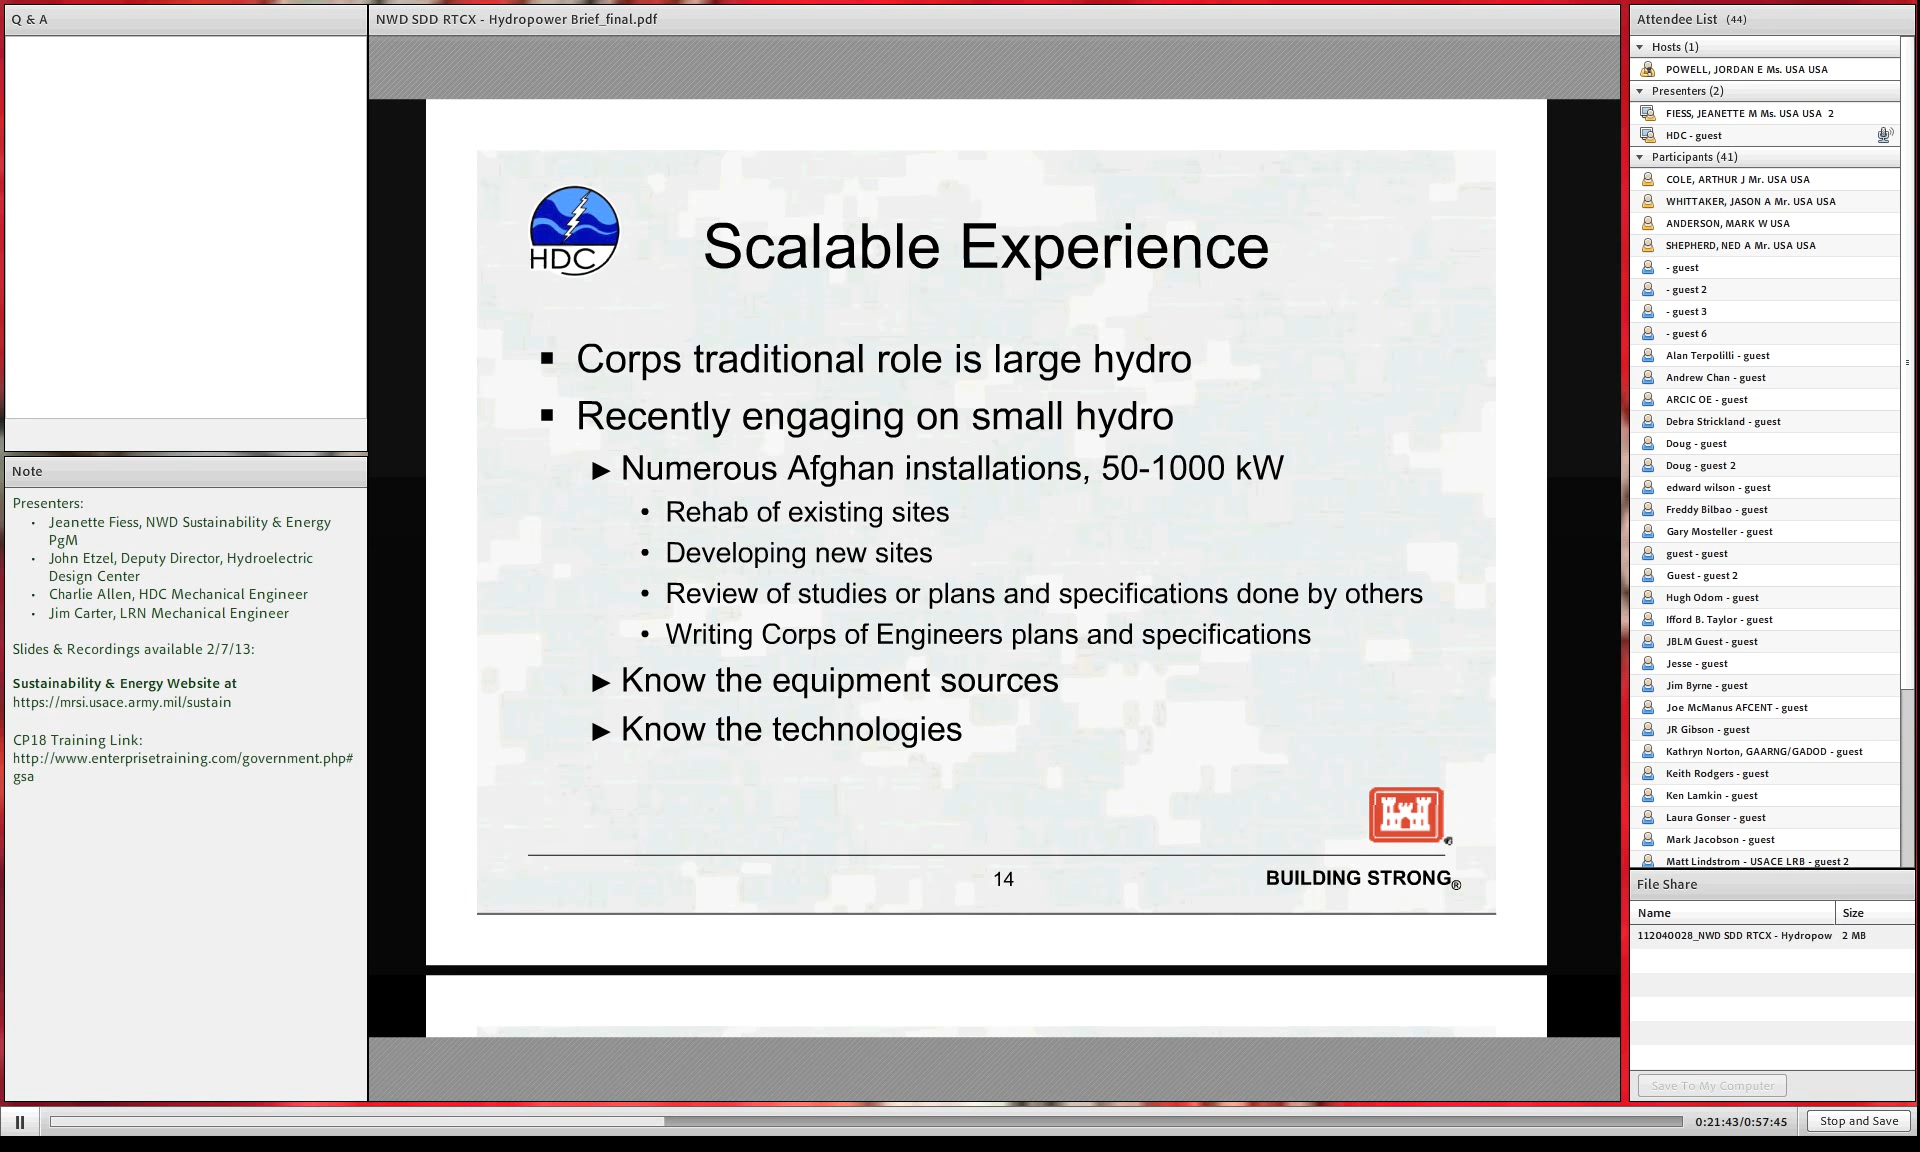 Q & A
Note
Presenters:
• Jeanette Fiess, NWD Sustainability & Energy
PgM
• John Etzel, Deputy Director, Hydroelectric
Design Center
• Charlie Allen, HDC Mechanical Engineer
• Jim Carter, LRN Mechanical Engineer
Slides & Recordings available 2/7/13:
Sustainability & Energy Website at
https://mrsi.usace.army.mil/sustain
CP18 Training Link:
http://www.enterprisetraining.com/government.php#
gsa
NWD SDD RTCX - Hydropower Brief_final.pdf
HDC
Scalable Experience
▪ Corps traditional role is large hydro
▪ Recently engaging on small hydro
► Numerous Afghan installations, 50-1000 kW
• Rehab of existing sites
• Developing new sites
• Review of studies or plans and specifications done by others
• Writing Corps of Engineers plans and specifications
► Know the equipment sources
► Know the technologies
14
BUILDING STRONG®
Attendee List (44)
Hosts (1)
POWELL, JORDAN E Ms. USA USA
Presenters (2)
FIESS, JEANETTE M Ms. USA USA 2
HDC - guest
Participants (41)
COLE, ARTHUR J Mr. USA USA
WHITTAKER, JASON A Mr. USA USA
ANDERSON, MARK W USA
SHEPHERD, NED A Mr. USA USA
- guest
- guest 2
- guest 3
- guest 6
Alan Terpolilli - guest
Andrew Chan - guest
ARCIC OE - guest
Debra Strickland - guest
Doug - guest
Doug - guest 2
edward wilson - guest
Freddy Bilbao - guest
Gary Mosteller - guest
guest - guest
Guest - guest 2
Hugh Odom - guest
Ifford B. Taylor - guest
JBLM Guest - guest
Jesse - guest
Jim Byrne - guest
Joe McManus AFCENT - guest
JR Gibson - guest
Kathryn Norton, GAARNG/GADOD - guest
Keith Rodgers - guest
Ken Lamkin - guest
Laura Gonser - guest
Mark Jacobson - guest
Matt Lindstrom - USACE LRB - guest 2
File Share
Name Size
112040028_NWD SDD RTCX - Hydropow 2 MB
Save To My Computer
0:21:43/0:57:45
Stop and Save